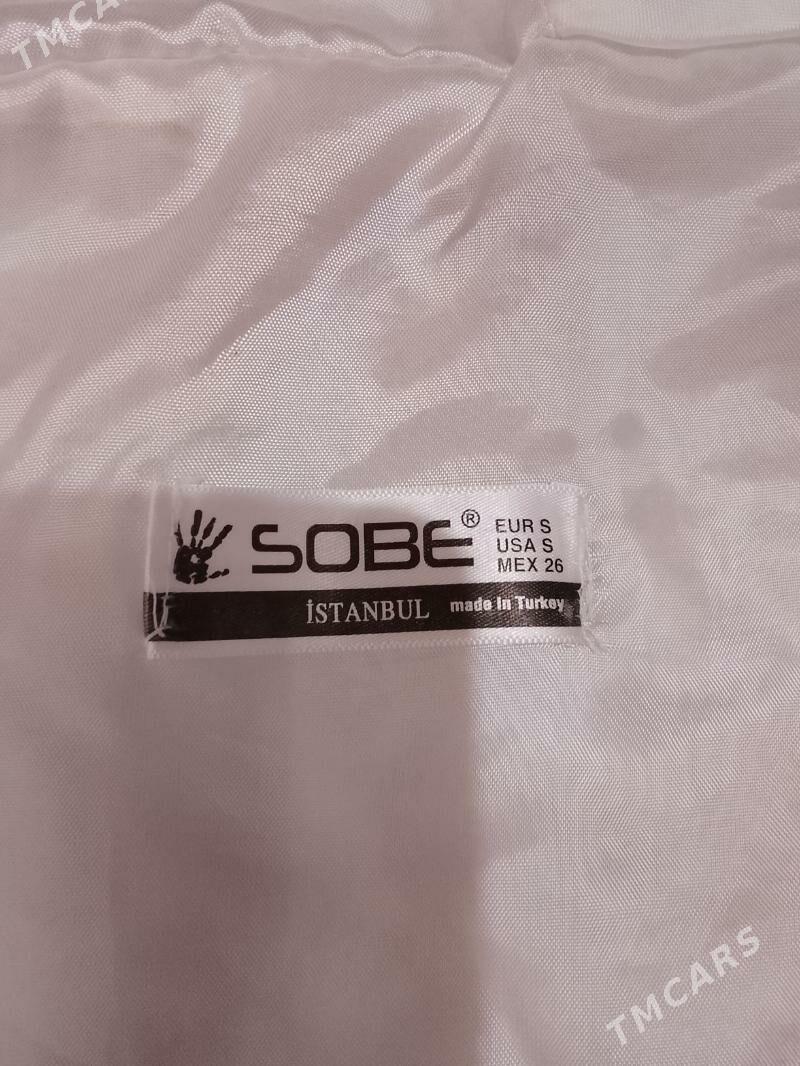 TMCARS
SOBE®
EUR S
USA S
MEX 26
İSTANBUL made in Turkey
TMCARS